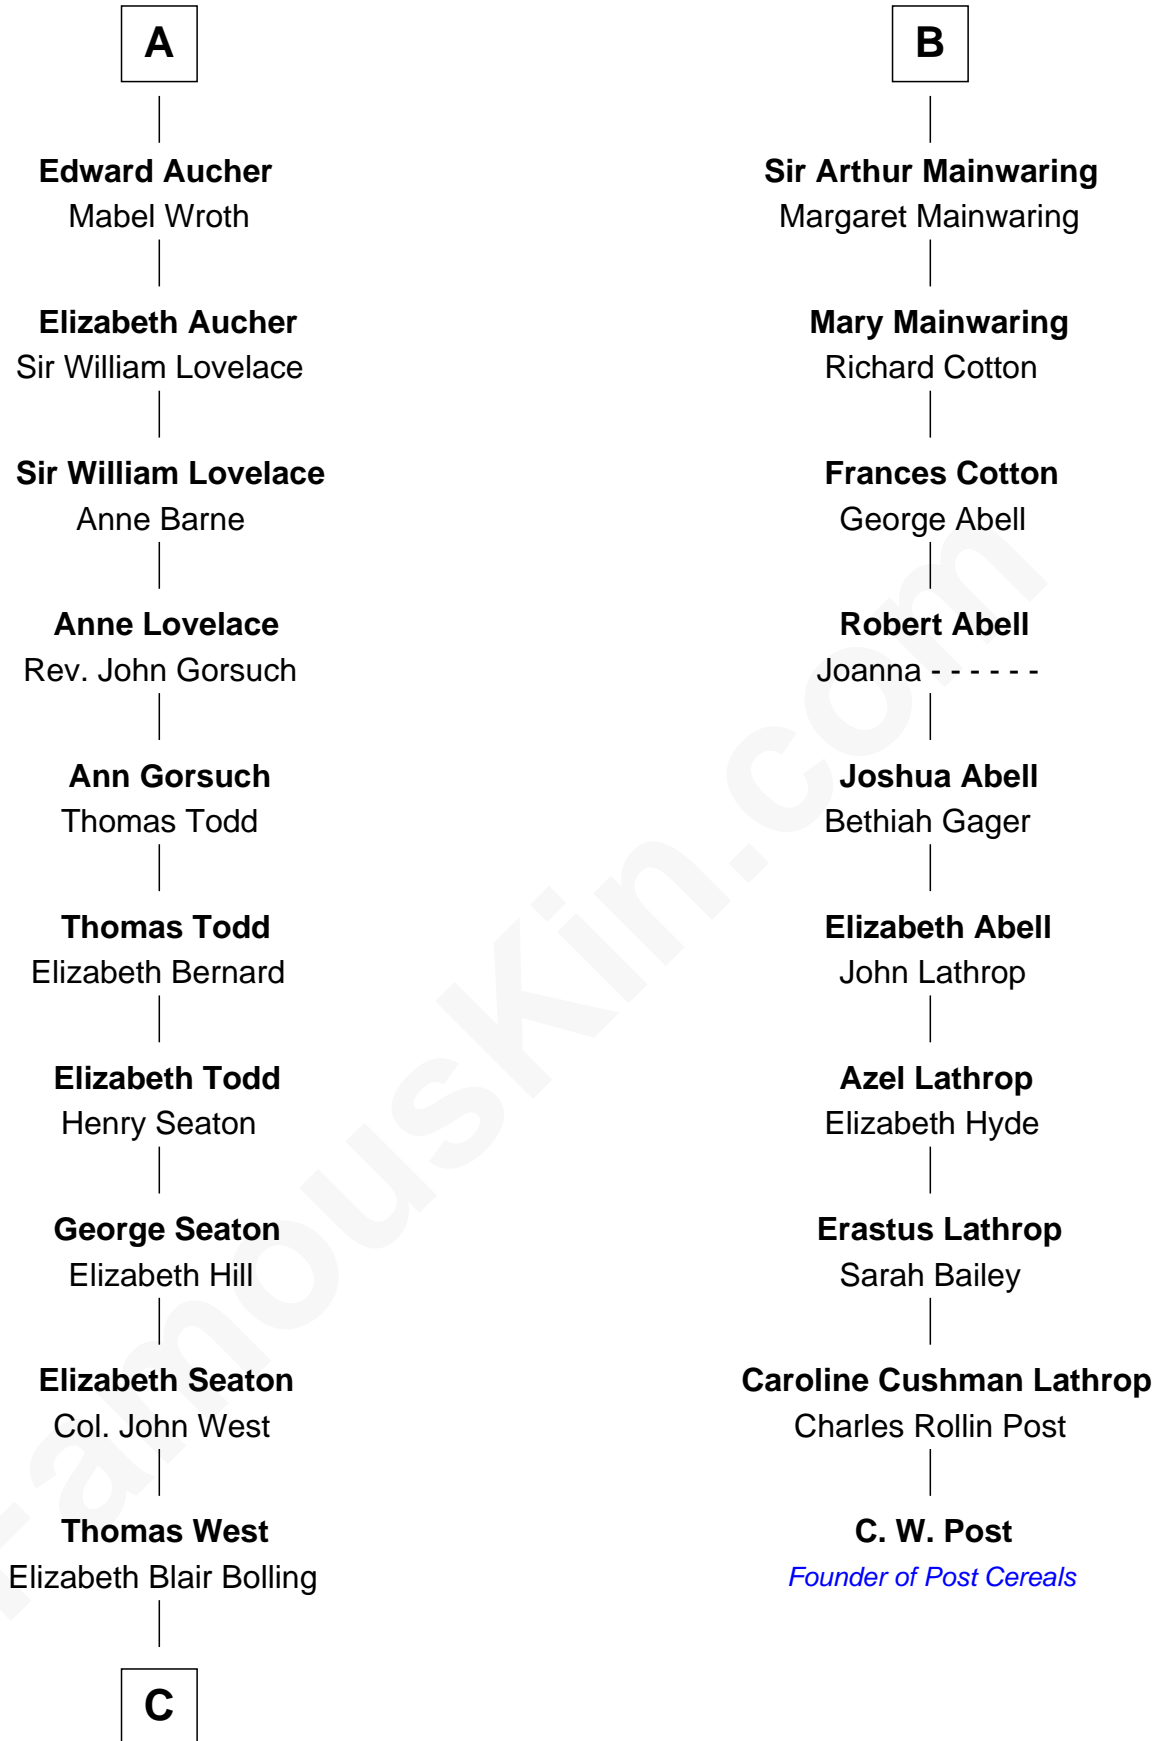 A
Edward Aucher
Mabel Wroth
Elizabeth Aucher
Sir William Lovelace
Sir William Lovelace
Anne Barne
Anne Lovelace
Rev. John Gorsuch
Ann Gorsuch
Thomas Todd
Thomas Todd
Elizabeth Bernard
Elizabeth Todd
Henry Seaton
George Seaton
Elizabeth Hill
Elizabeth Seaton
Col. John West
Thomas West
Elizabeth Blair Bolling
C
B
Sir Arthur Mainwaring
Margaret Mainwaring
Mary Mainwaring
Richard Cotton
Frances Cotton
George Abell
Robert Abell
Joanna - - - - - -
Joshua Abell
Bethiah Gager
Elizabeth Abell
John Lathrop
Azel Lathrop
Elizabeth Hyde
Erastus Lathrop
Sarah Bailey
Caroline Cushman Lathrop
Charles Rollin Post
C. W. Post
Founder of Post Cereals
FamousKin.com